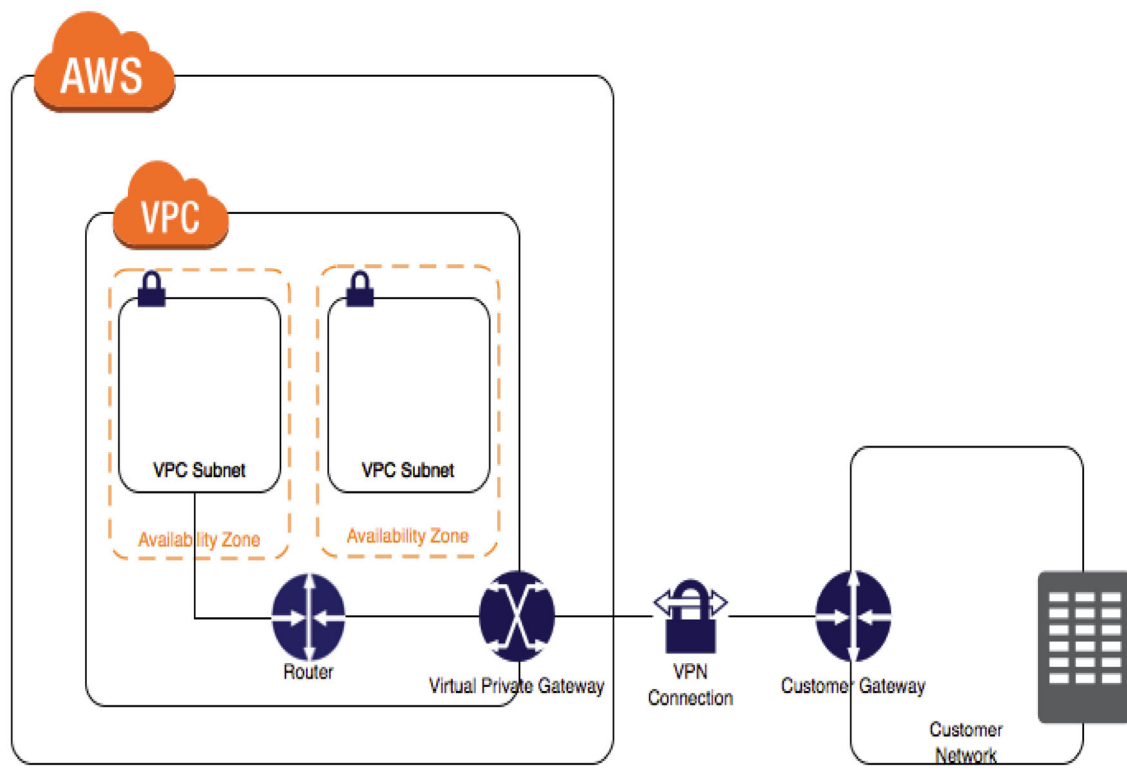 AWS
VPC
VPC Subnet
VPC Subnet
Availability Zone
Availability Zone
Router
Virtual Private Gateway
VPN
Connection
Customer Gateway
Customer
Network